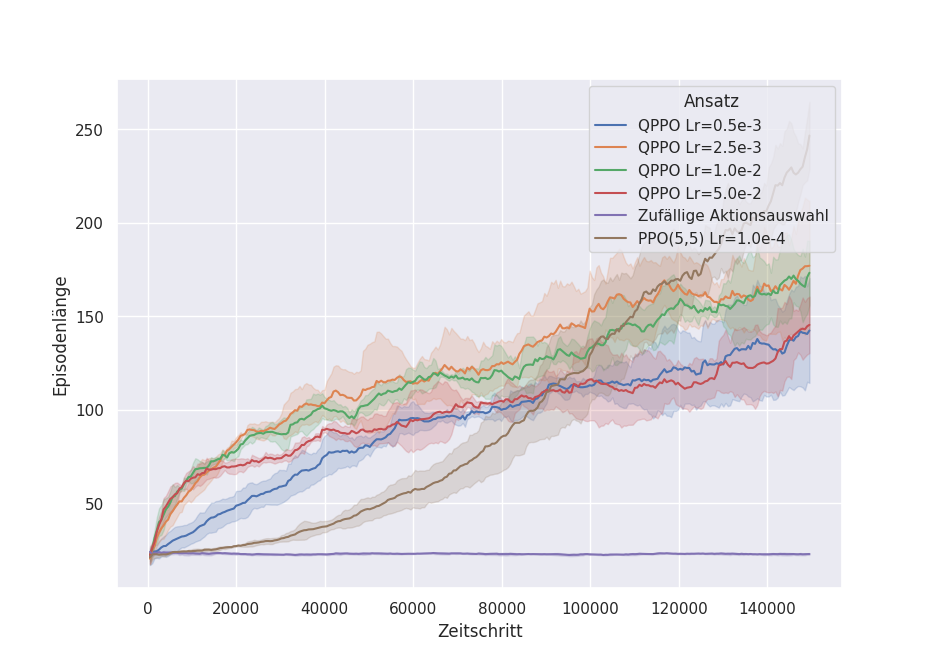 Ansatz
QPPO Lr=0.5e-3
QPPO Lr=2.5e-3
QPPO Lr=1.0e-2
QPPO Lr=5.0e-2
Zufällige Aktionsauswahl
PPO(5,5) Lr=1.0e-4
Episodenlänge
250
200
150
100
50
0 20000 40000 60000 80000 100000 120000 140000
Zeitschritt